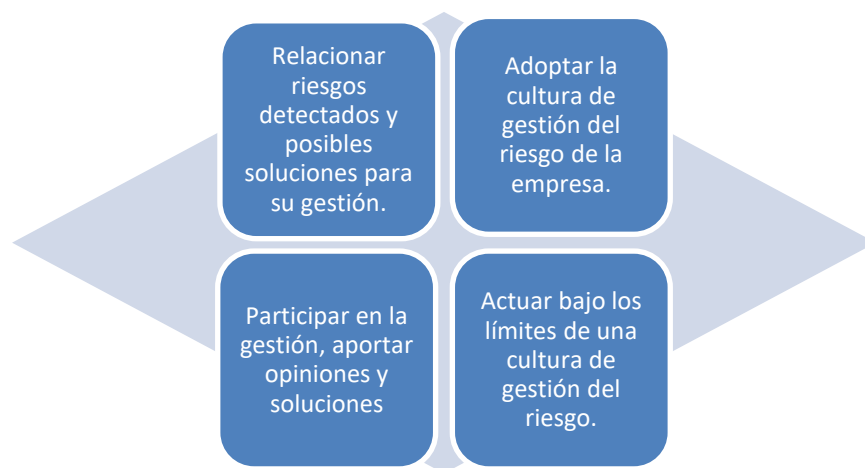 Relacionar
riesgos
detectados y
posibles
soluciones para
su gestión.
Adoptar la
cultura de
gestión del
riesgo de la
empresa.
Participar en la
gestión, aportar
opiniones y
soluciones
Actuar bajo los
límites de una
cultura de
gestión del
riesgo.